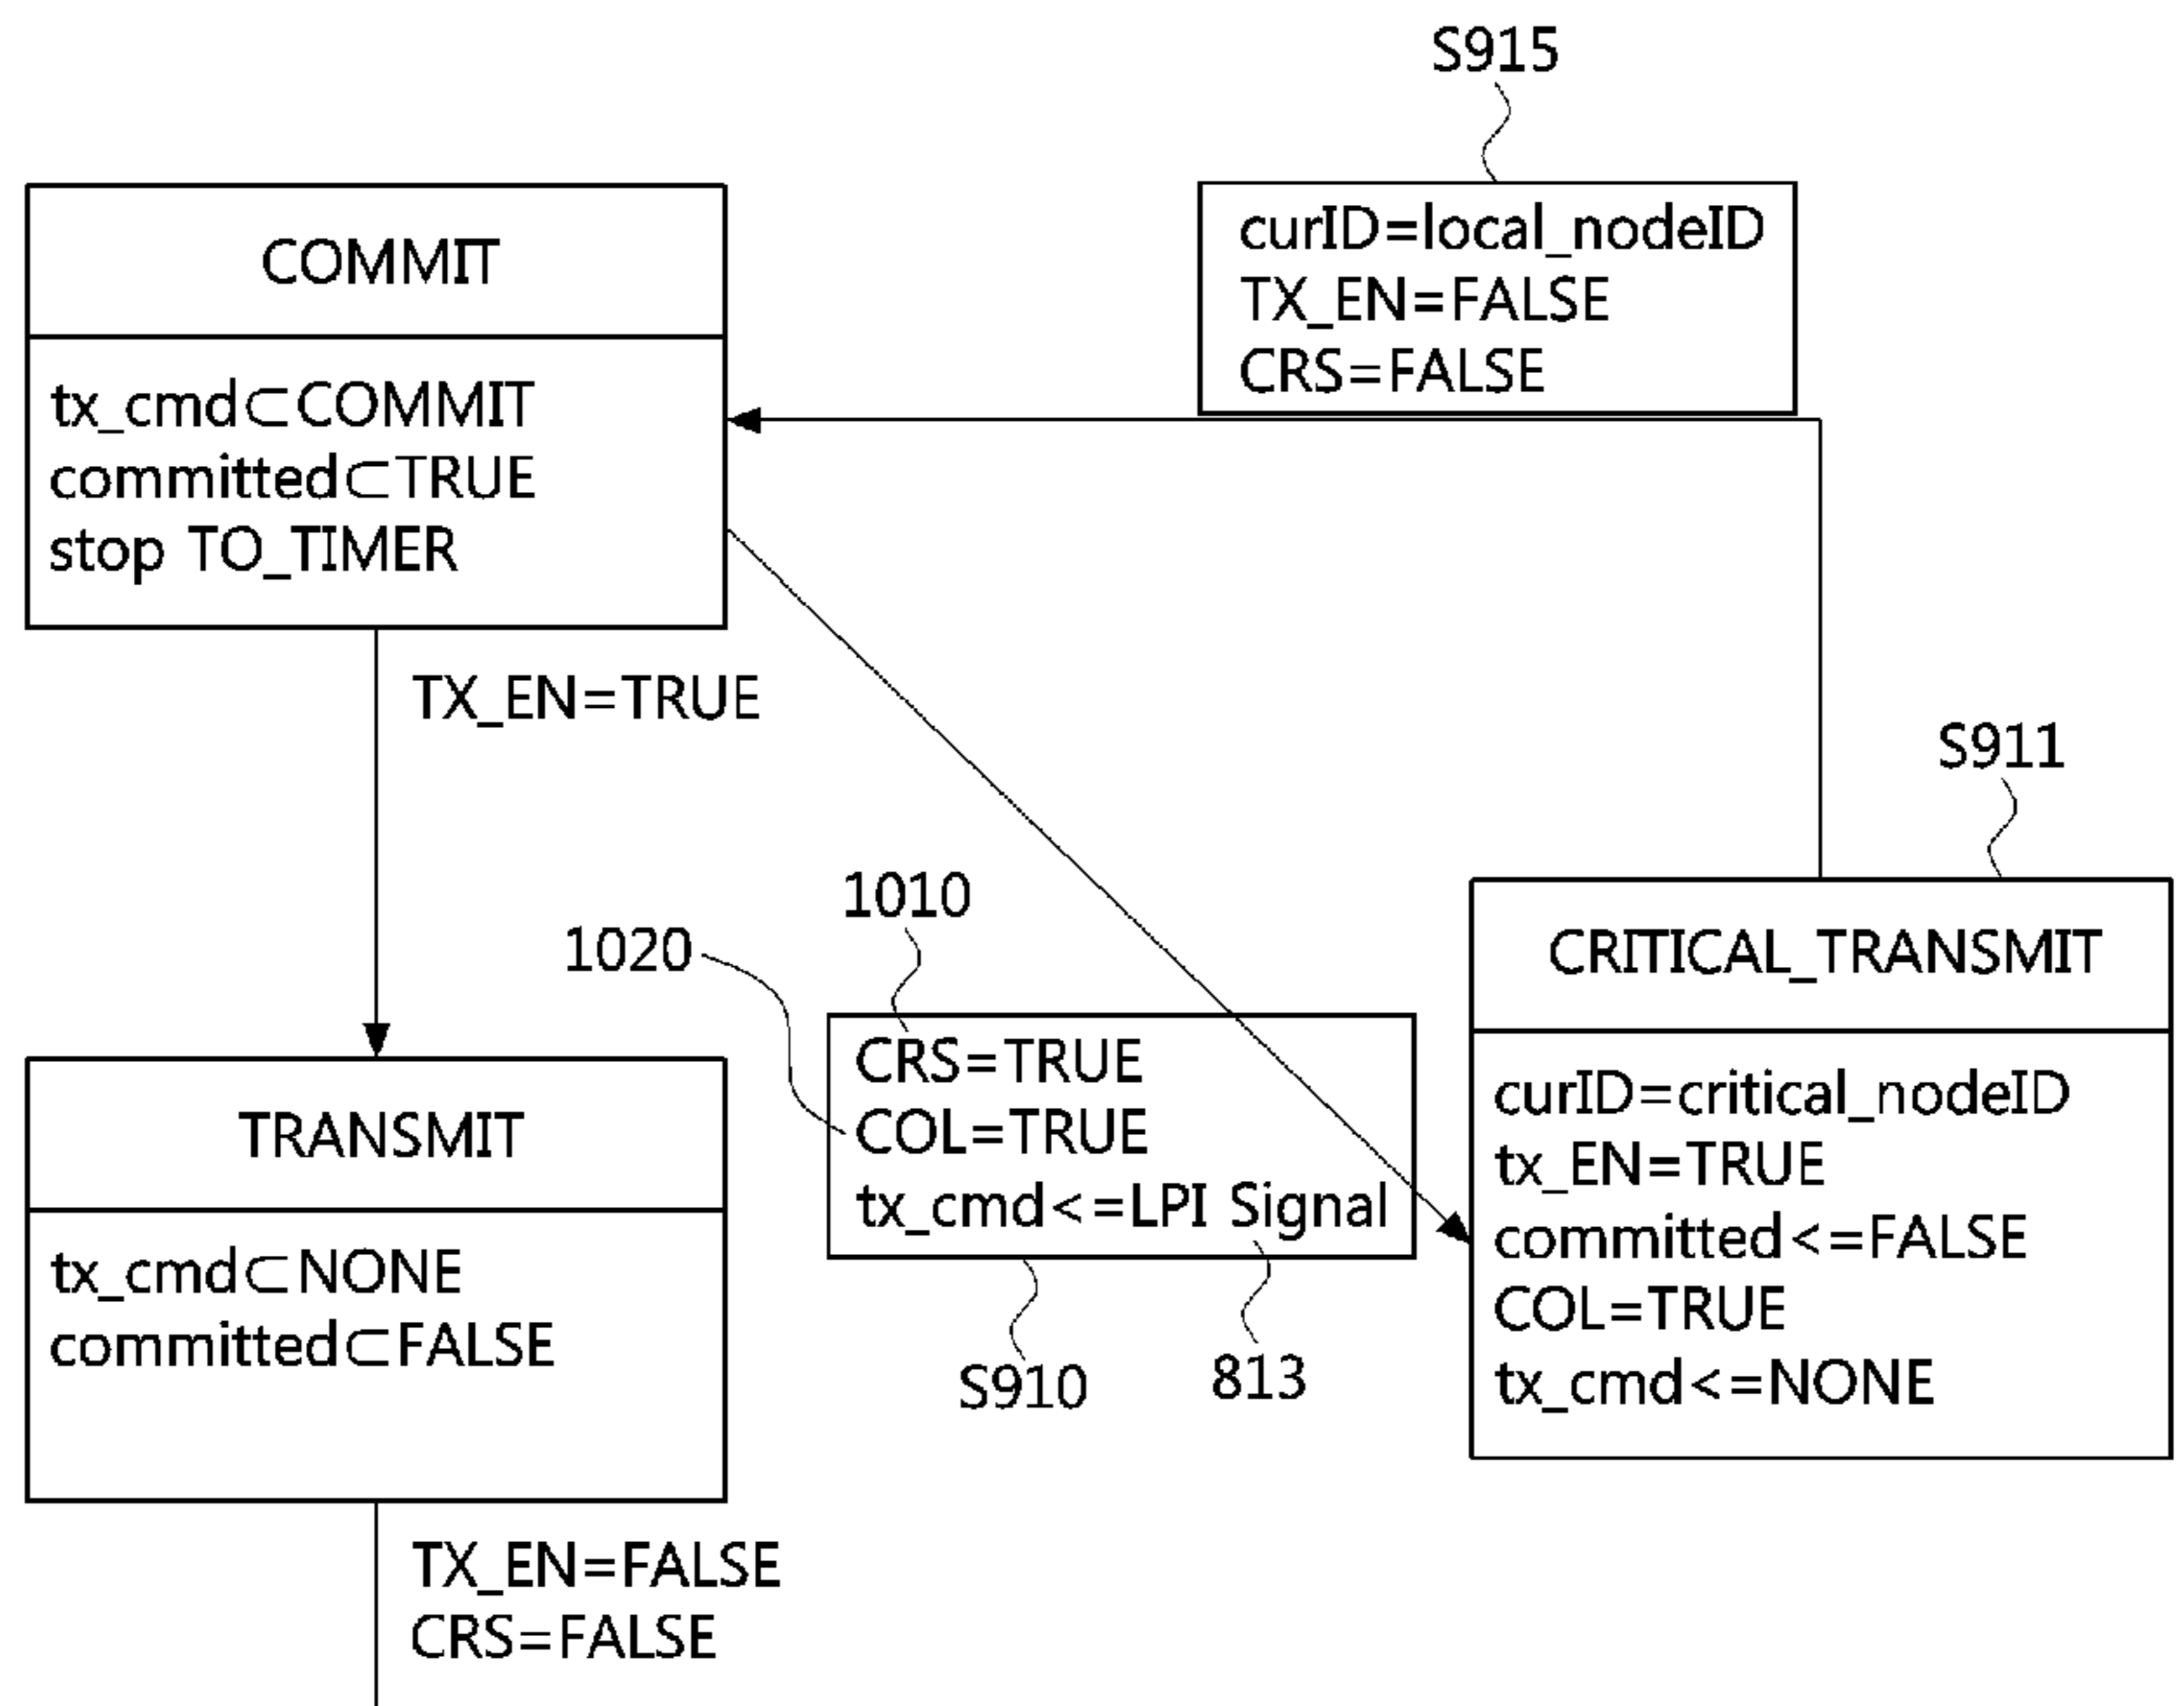 S915
COMMIT
tx_cmd⊂COMMIT
committed⊂TRUE
stop TO_TIMER
curID=local_nodeID
TX_EN=FALSE
CRS=FALSE
TX_EN=TRUE
S911
1010
1020
CRS=TRUE
COL=TRUE
tx_cmd<=LPI Signal
S910
813
CRITICAL_TRANSMIT
curID=critical_nodeID
tx_EN=TRUE
committed<=FALSE
COL=TRUE
tx_cmd<=NONE
TRANSMIT
tx_cmd⊂NONE
committed⊂FALSE
TX_EN=FALSE
CRS=FALSE